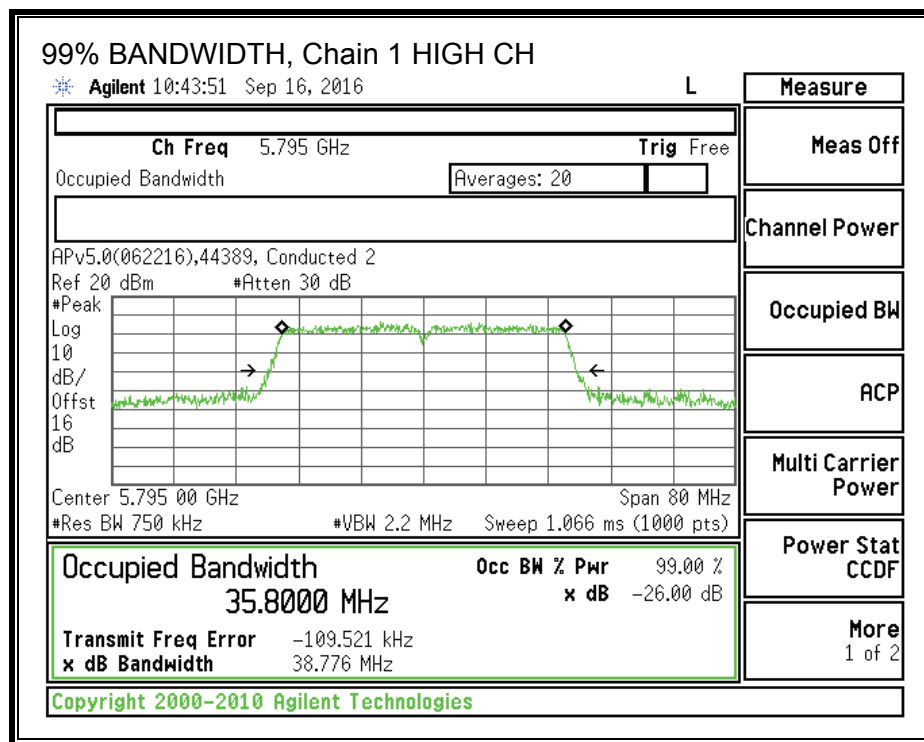 99% BANDWIDTH, Chain 1 HIGH CH
Agilent 10:43:51 Sep 16, 2016 L
Measure
Ch Freq 5.795 GHz Trig Free
Occupied Bandwidth Averages: 20
APv5.0(062216),44389, Conducted 2
Ref 20 dBm #Atten 30 dB
#Peak
Log
10
dB/
Offst
16
dB
Center 5.795 00 GHz Span 80 MHz
#Res BW 750 kHz #VBW 2.2 MHz Sweep 1.066 ms (1000 pts)
Occupied Bandwidth Occ BW % Pwr 99.00 %
35.8000 MHz x dB -26.00 dB
Transmit Freq Error -109.521 kHz
x dB Bandwidth 38.776 MHz
Copyright 2000-2010 Agilent Technologies
Meas Off
Channel Power
Occupied BW
ACP
Multi Carrier
Power
Power Stat
CCDF
More
1 of 2